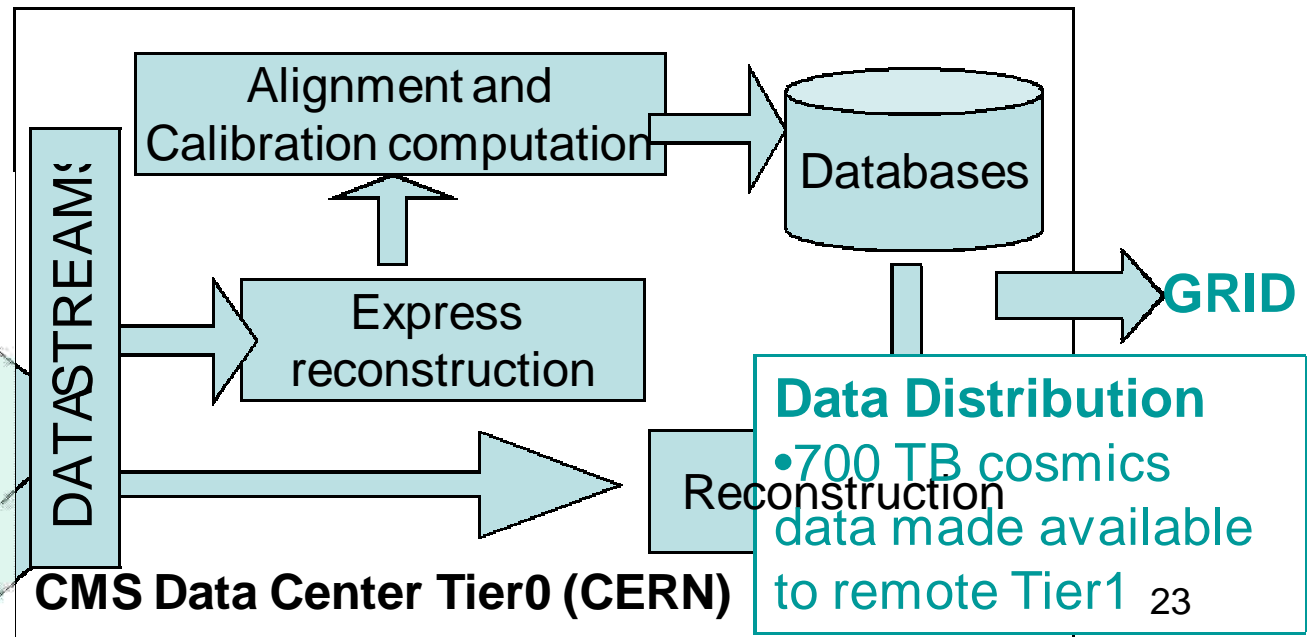 Alignment and
Calibration computation
Databases
DATASTREAMS
GRID
Express
reconstruction
Data Distribution
•700 TB cosmics
Reconstruction
data made available
to remote Tier1
CMS Data Center Tier0 (CERN)
23